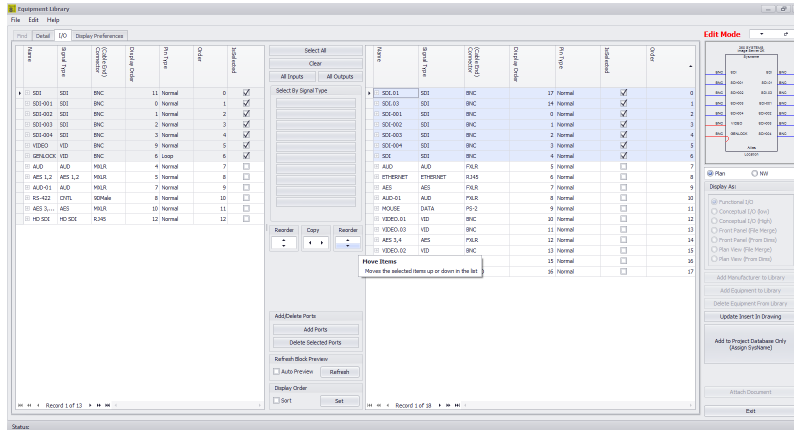 Equipment Library
File Edit Help
Find Detail I/O Display Preferences
Name Signal Type (Cable End) Connector Display Order Pin Type Order IsSelected
SDI SDI BNC 11 Normal 0
SDI-001 SDI BNC 0 Normal 1
SDI-002 SDI BNC 1 Normal 2
SDI-003 SDI BNC 2 Normal 3
SDI-004 SDI BNC 3 Normal 4
VIDEO VID BNC 9 Normal 5
GENLOCK VID BNC 6 Loop 6
AUD AUD MXLR 4 Normal 7
AES 1,2 AES 1,2 MXLR 5 Normal 8
AUD-01 AUD MXLR 7 Normal 9
RS-422 CNTL 9DMale 8 Normal 10
AES 3,... AES MXLR 10 Normal 11
HD SDI HD SDI RJ45 12 Normal 12
Record 1 of 13
Select All
Clear
All Inputs All Outputs
Select By Signal Type
Reorder Copy Reorder
Move Items
Moves the selected items up or down in the list
Add/Delete Ports
Add Ports
Delete Selected Ports
Refresh Block Preview
Auto Preview Refresh
Display Order
Sort Set
Name Signal Type (Cable End) Connector Display Order Pin Type IsSelected Order
SDI.01 SDI BNC 17 Normal 0
SDI.03 SDI BNC 14 Normal 1
SDI-001 SDI BNC 0 Normal 2
SDI-002 SDI BNC 1 Normal 3
SDI-003 SDI BNC 2 Normal 4
SDI-004 SDI BNC 3 Normal 5
SDI SDI BNC 4 Normal 6
AUD AUD FXLR 5 Normal 7
ETHERNET ETHERNET RJ45 6 Normal 8
AES AES FXLR 7 Normal 9
AUD-01 AUD FXLR 8 Normal 10
MOUSE DATA PS-2 9 Normal 11
VIDEO.01 VID BNC 10 Normal 12
VIDEO.03 VID BNC 11 Normal 13
AES 3,4 AES FXLR 12 Normal 14
VIDEO.02 VID BNC 13 Normal 15
15 Normal 16
16 Normal 17
Record 1 of 18
Edit Mode
360 SYSTEMS
Image Server 2000
Sysname
Alias
Location
Plan NW
Display As:
Functional I/O
Conceptual I/O (low)
Conceptual I/O (High)
Front Panel (File Merge)
Front Panel (From Dims)
Plan View (File Merge)
Plan View (From Dims)
Add Manufacturer to Library
Add Equipment to Library
Delete Equipment From Library
Update Insert In Drawing
Add to Project Database Only
(Assign SysName)
Attach Document
Exit
Status: